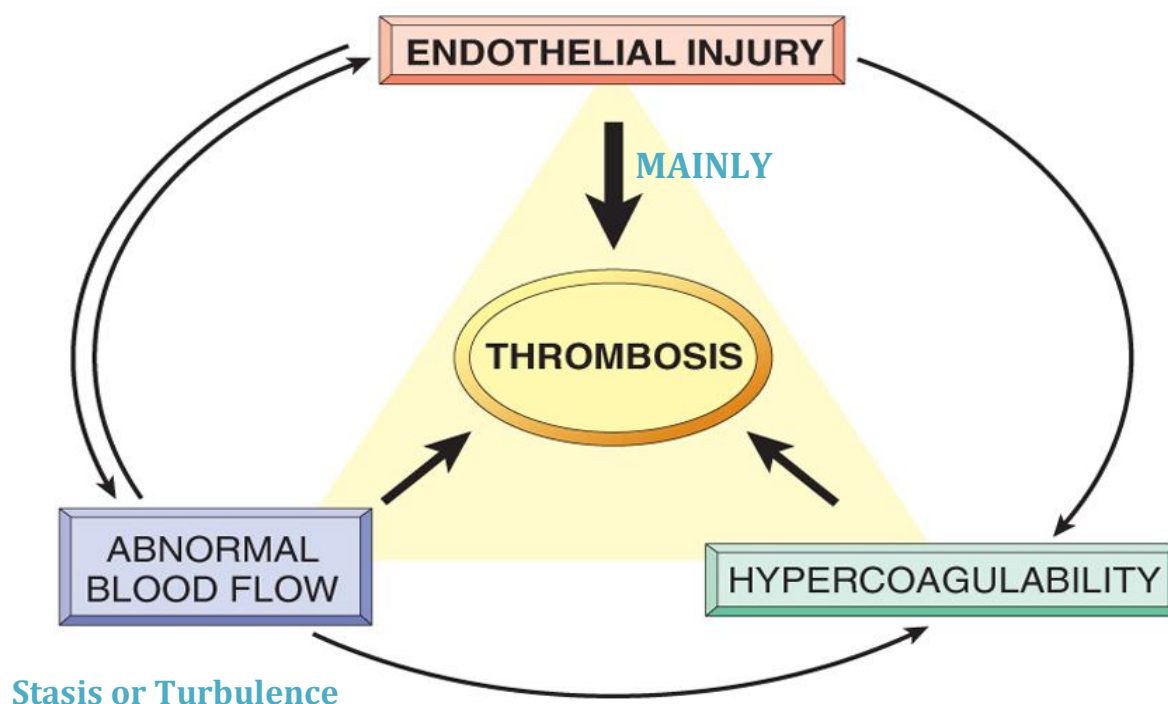 ENDOTHELIAL INJURY
MAINLY
THROMBOSIS
ABNORMAL
BLOOD FLOW
HYPERCOAGULABILITY
Stasis or Turbulence